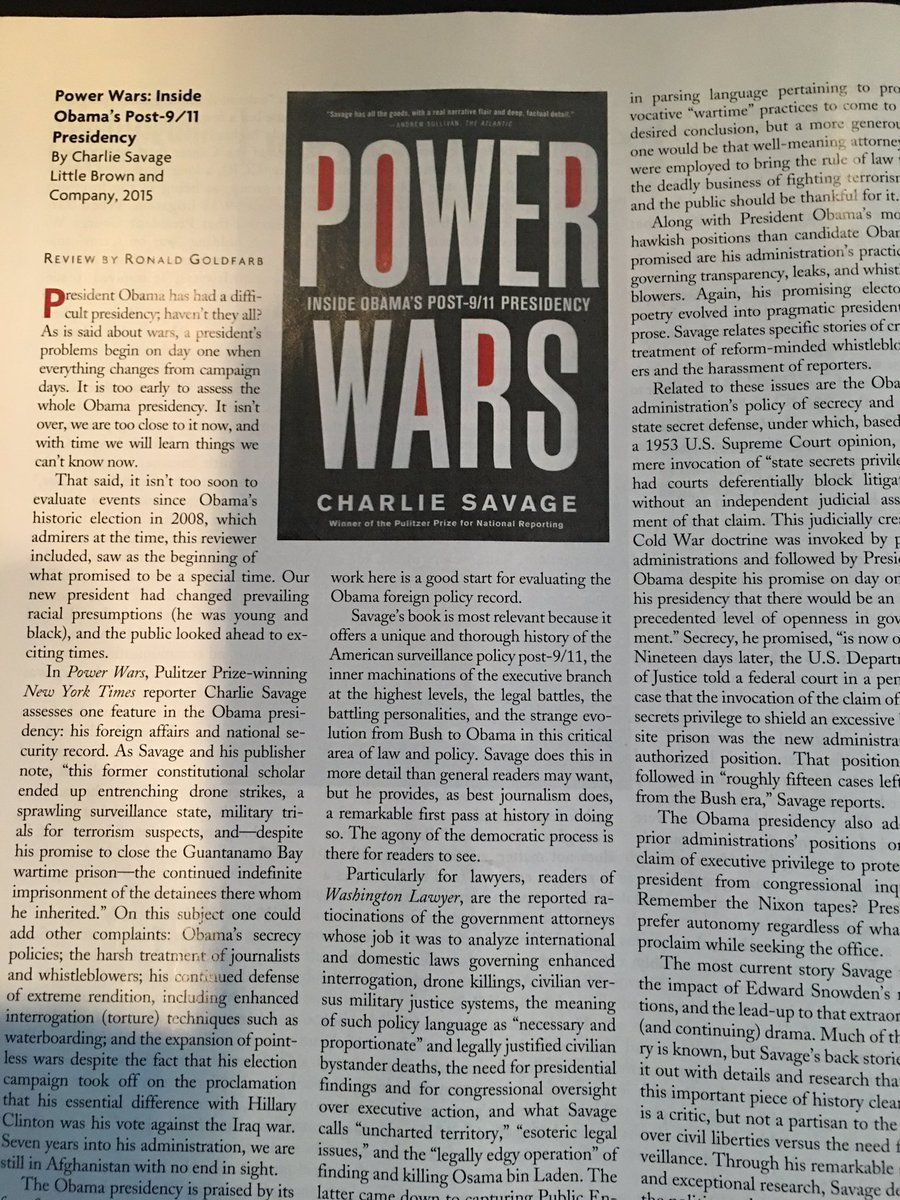 Power Wars: Inside
Obama's Post-9/11
Presidency
By Charlie Savage
Little Brown and
Company, 2015
REVIEW BY RONALD GOLDFARB
President Obama has had a diffi-
cult presidency; haven't they all?
As is said about wars, a president's
problems begin on day one when
everything changes from campaign
days. It is too early to assess the
whole Obama presidency. It isn't
over, we are too close to it now, and
with time we will learn things we
can't know now.
That said, it isn't too soon to
evaluate events since Obama's
historic election in 2008, which
admirers at the time, this reviewer
included, saw as the beginning of
what promised to be a special time. Our
new president had changed prevailing
racial presumptions (he was young and
black), and the public looked ahead to ex-
citing times.
In Power Wars, Pulitzer Prize-winning
New York Times reporter Charlie Savage
assesses one feature in the Obama presi-
dency: his foreign affairs and national se-
curity record. As Savage and his publisher
note, "this former constitutional scholar
ended up entrenching drone strikes, a
sprawling surveillance state, military tri-
als for terrorism suspects, and—despite
his promise to close the Guantanamo Bay
wartime prison—the continued indefinite
imprisonment of the detainees there whom
he inherited." On this subject one could
add other complaints: Obama's secrecy
policies; the harsh treatment of journalists
and whistleblowers; his continued defense
of extreme rendition, including enhanced
interrogation (torture) techniques such as
waterboarding; and the expansion of point-
less wars despite the fact that his election
campaign took off on the proclamation
that his essential difference with Hillary
Clinton was his vote against the Iraq war.
Seven years into his administration, we are
still in Afghanistan with no end in sight.
The Obama presidency is praised by its
"Savage has all the goods, with a real narrative flair and deep, factual detail."
—ANDREW SULLIVAN, THE ATLANTIC
POWER
INSIDE OBAMA'S POST-9/11 PRESIDENCY
WARS
CHARLIE SAVAGE
Winner of the Pulitzer Prize for National Reporting
work here is a good start for evaluating the
Obama foreign policy record.
Savage's book is most relevant because it
offers a unique and thorough history of the
American surveillance policy post-9/11, the
inner machinations of the executive branch
at the highest levels, the legal battles, the
battling personalities, and the strange evo-
lution from Bush to Obama in this critical
area of law and policy. Savage does this in
more detail than general readers may want,
but he provides, as best journalism does,
a remarkable first pass at history in doing
so. The agony of the democratic process is
there for readers to see.
Particularly for lawyers, readers of
Washington Lawyer, are the reported ra-
tiocinations of the government attorneys
whose job it was to analyze international
and domestic laws governing enhanced
interrogation, drone killings, civilian ver-
sus military justice systems, the meaning
of such policy language as "necessary and
proportionate" and legally justified civilian
bystander deaths, the need for presidential
findings and for congressional oversight
over executive action, and what Savage
calls "uncharted territory," "esoteric legal
issues," and the "legally edgy operation" of
finding and killing Osama bin Laden. The
latter came down to capturing Public En-
in parsing language pertaining to pro
vocative "wartime" practices to come to
desired conclusion, but a more generou
one would be that well-meaning attorney
were employed to bring the rule of law
the deadly business of fighting terrorism
and the public should be thankful for it.
Along with President Obama's mo
hawkish positions than candidate Obam
promised are his administration's practic
governing transparency, leaks, and whist
blowers. Again, his promising electo
poetry evolved into pragmatic president
prose. Savage relates specific stories of cr
treatment of reform-minded whistleblo
ers and the harassment of reporters.
Related to these issues are the Oba
administration's policy of secrecy and
state secret defense, under which, based
a 1953 U.S. Supreme Court opinion,
mere invocation of "state secrets privile
had courts deferentially block litiga
without an independent judicial ass
ment of that claim. This judicially cre
Cold War doctrine was invoked by p
administrations and followed by Presi
Obama despite his promise on day on
his presidency that there would be an
precedented level of openness in gov
ment." Secrecy, he promised, "is now o
Nineteen days later, the U.S. Departr
of Justice told a federal court in a pen
case that the invocation of the claim of
secrets privilege to shield an excessive
site prison was the new administra
authorized position. That position
followed in "roughly fifteen cases left
from the Bush era," Savage reports.
The Obama presidency also ad
prior administrations' positions on
claim of executive privilege to prote
president from congressional inq
Remember the Nixon tapes? Pres
prefer autonomy regardless of wha
proclaim while seeking the office.
The most current story Savage
the impact of Edward Snowden's
tions, and the lead-up to that extraor
(and continuing) drama. Much of th
ry is known, but Savage's back storie
it out with details and research tha
this important piece of history clear
is a critic, but not a partisan to the
over civil liberties versus the need f
veillance. Through his remarkable
and exceptional research, Savage de